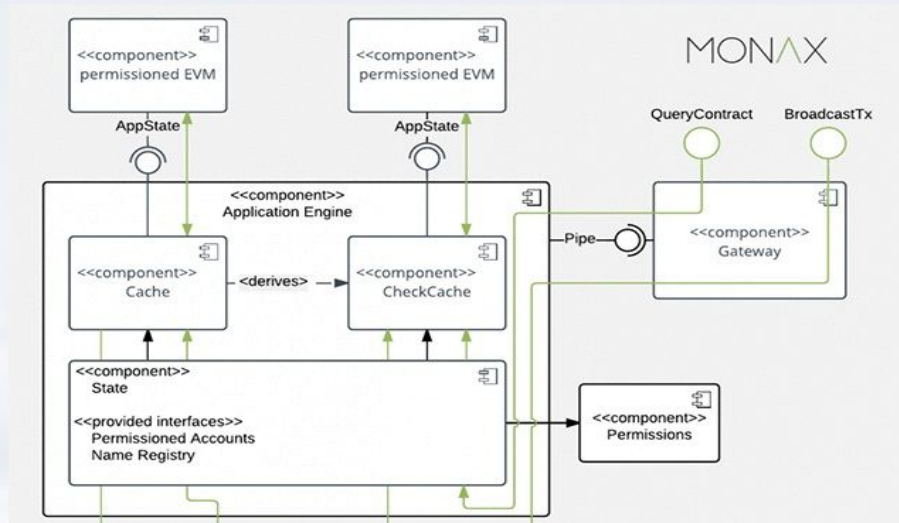 <<component>>
permissioned EVM
<<component>>
permissioned EVM
MONAX
AppState
AppState
QueryContract
BroadcastTx
<<component>>
Application Engine
Pipe
<<component>>
Gateway
<<component>>
Cache
<derives>
<<component>>
CheckCache
<<component>>
State
<<provided interfaces>>
Permissioned Accounts
Name Registry
<<component>>
Permissions